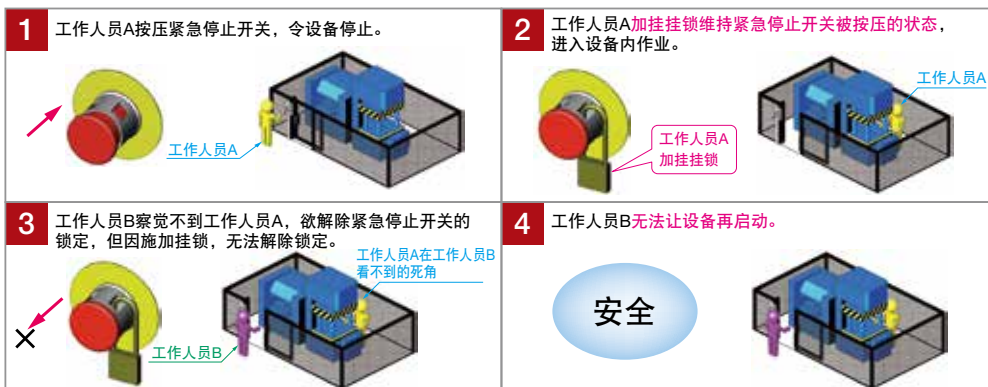 1
工作人员A按压紧急停止开关，令设备停止。
工作人员A
2
工作人员A加挂挂锁维持紧急停止开关被按压的状态，
进入设备内作业。
工作人员A
工作人员A
加挂挂锁
3
工作人员B察觉不到工作人员A，欲解除紧急停止开关的
锁定，但因施加挂锁，无法解除锁定。
工作人员A在工作人员B
看不到的死角
工作人员B
4
工作人员B无法让设备再启动。
安全